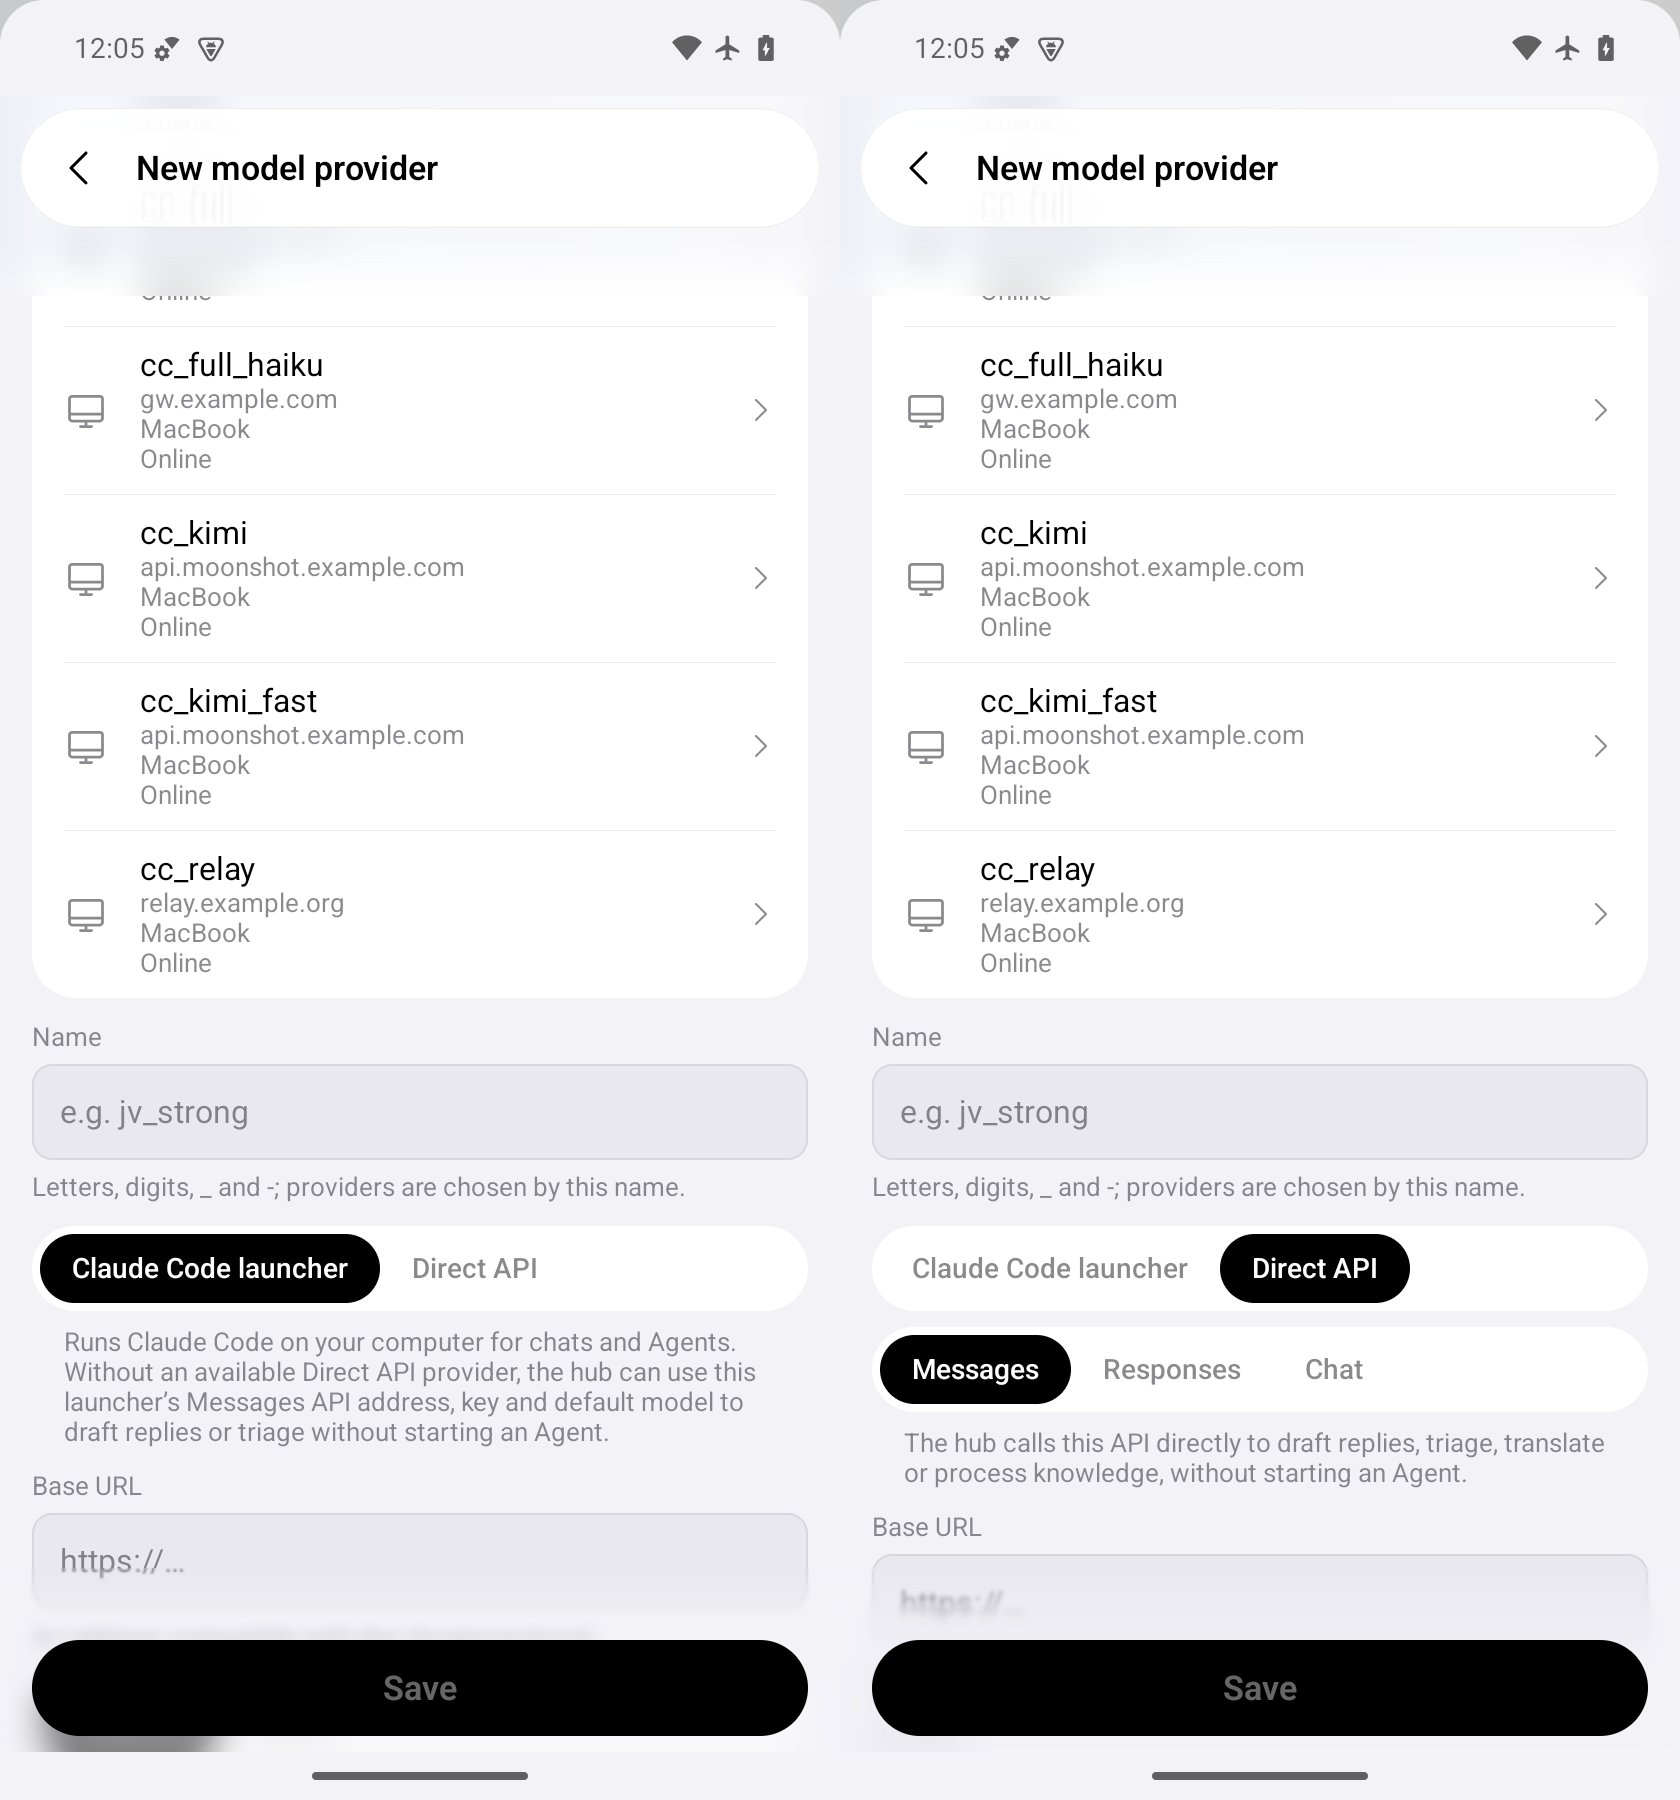 12:05
New model provider
Online
cc_full_haiku
gw.example.com
MacBook
Online
cc_kimi
api.moonshot.example.com
MacBook
Online
cc_kimi_fast
api.moonshot.example.com
MacBook
Online
cc_relay
relay.example.org
MacBook
Online
Name
e.g. jv_strong
Letters, digits, _ and -; providers are chosen by this name.
Claude Code launcher Direct API
Runs Claude Code on your computer for chats and Agents.
Without an available Direct API provider, the hub can use this
launcher’s Messages API address, key and default model to
draft replies or triage without starting an Agent.
Base URL
https://...
Save
12:05
New model provider
Online
cc_full_haiku
gw.example.com
MacBook
Online
cc_kimi
api.moonshot.example.com
MacBook
Online
cc_kimi_fast
api.moonshot.example.com
MacBook
Online
cc_relay
relay.example.org
MacBook
Online
Name
e.g. jv_strong
Letters, digits, _ and -; providers are chosen by this name.
Claude Code launcher Direct API
Messages Responses Chat
The hub calls this API directly to draft replies, triage, translate
or process knowledge, without starting an Agent.
Base URL
https://...
Save